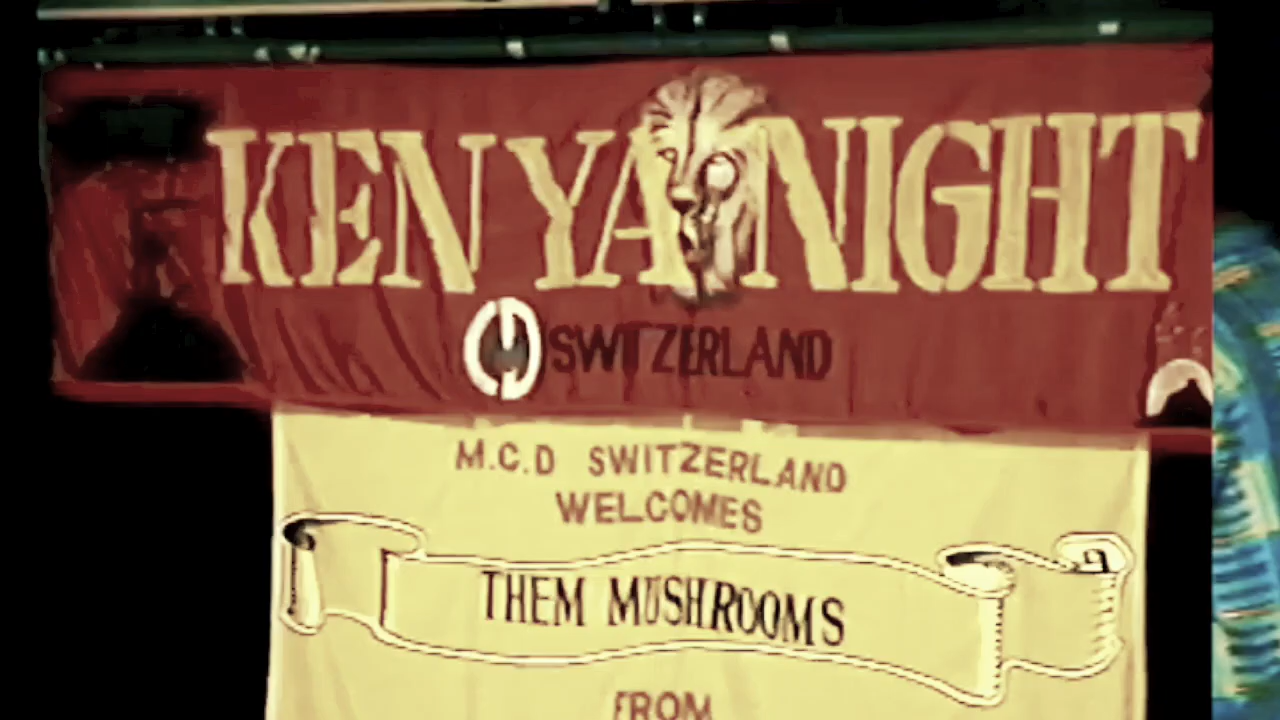 KENYA NIGHT
SWITZERLAND
M.C.D SWITZERLAND
WELCOMES
THEM MUSHROOMS
FROM